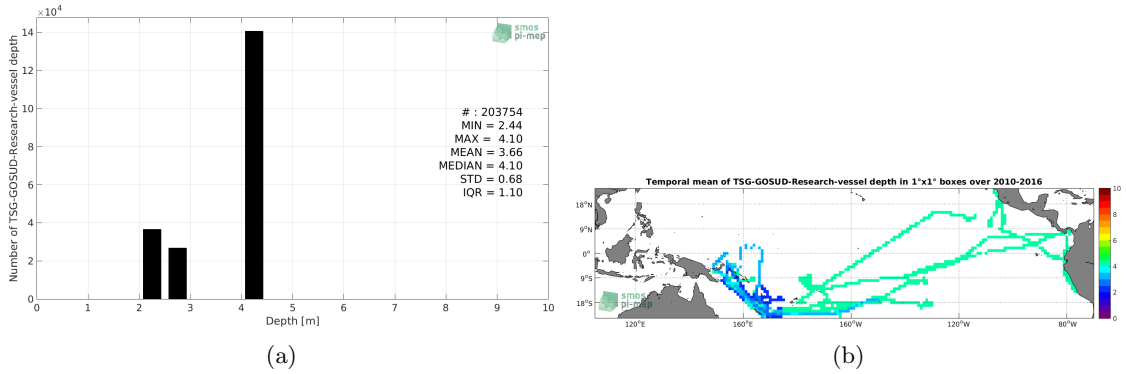 ×10⁴
14
12
10
8
6
4
2
0
Number of TSG-GOSUD-Research-vessel depth
smos
pi-mep
# : 203754
MIN = 2.44
MAX = 4.10
MEAN = 3.66
MEDIAN = 4.10
STD = 0.68
IQR = 1.10
0 1 2 3 4 5 6 7 8 9 10
Depth [m]
(a)
Temporal mean of TSG-GOSUD-Research-vessel depth in 1°x1° boxes over 2010-2016
18°N
9°N
0°
9°S
18°S
smos
pi-mep
120°E 160°E 160°W 120°W 80°W
10
8
6
4
2
0
(b)